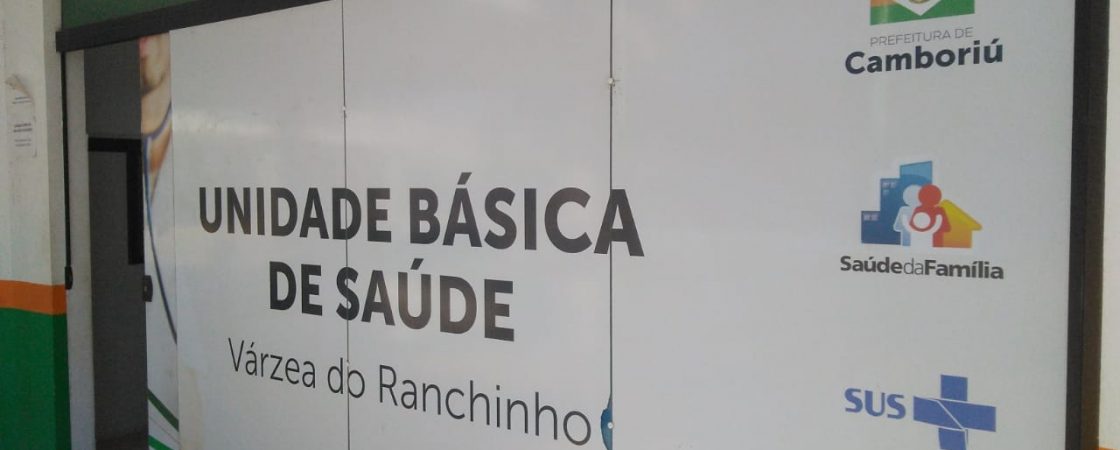 PREFEITURA DE
Camboriú
UNIDADE BÁSICA
DE SAÚDE
Várzea do Ranchinho
SaúdedaFamília
SUS